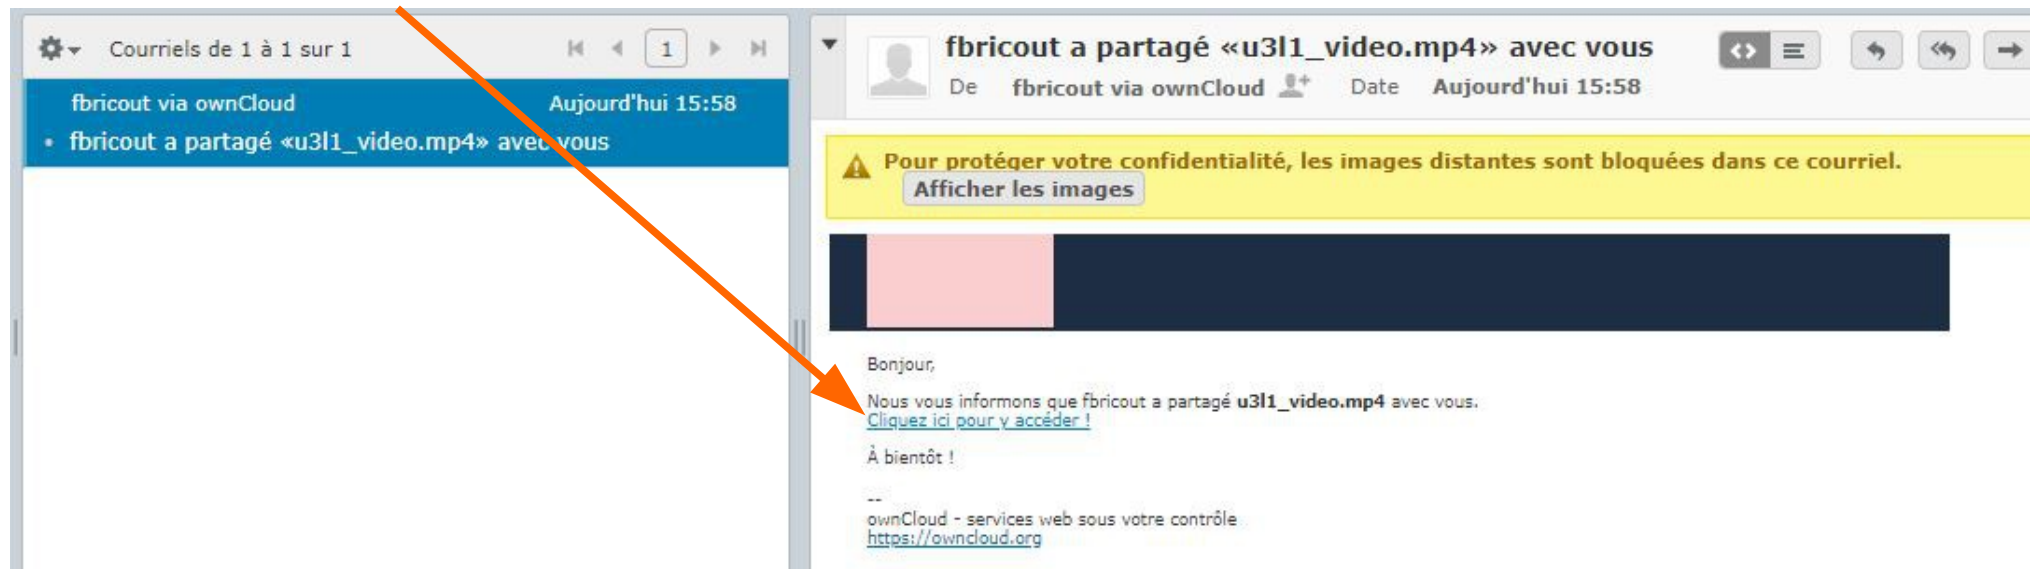 Courriels de 1 à 1 sur 1
1
fbricout via ownCloud Aujourd'hui 15:58
• fbricout a partagé «u3l1_video.mp4» avec vous
fbricout a partagé «u3l1_video.mp4» avec vous
De fbricout via ownCloud Date Aujourd'hui 15:58
Pour protéger votre confidentialité, les images distantes sont bloquées dans ce courriel.
Afficher les images
Bonjour,
Nous vous informons que fbricout a partagé u3l1_video.mp4 avec vous.
Cliquez ici pour y accéder !
À bientôt !
--
ownCloud - services web sous votre contrôle
https://owncloud.org